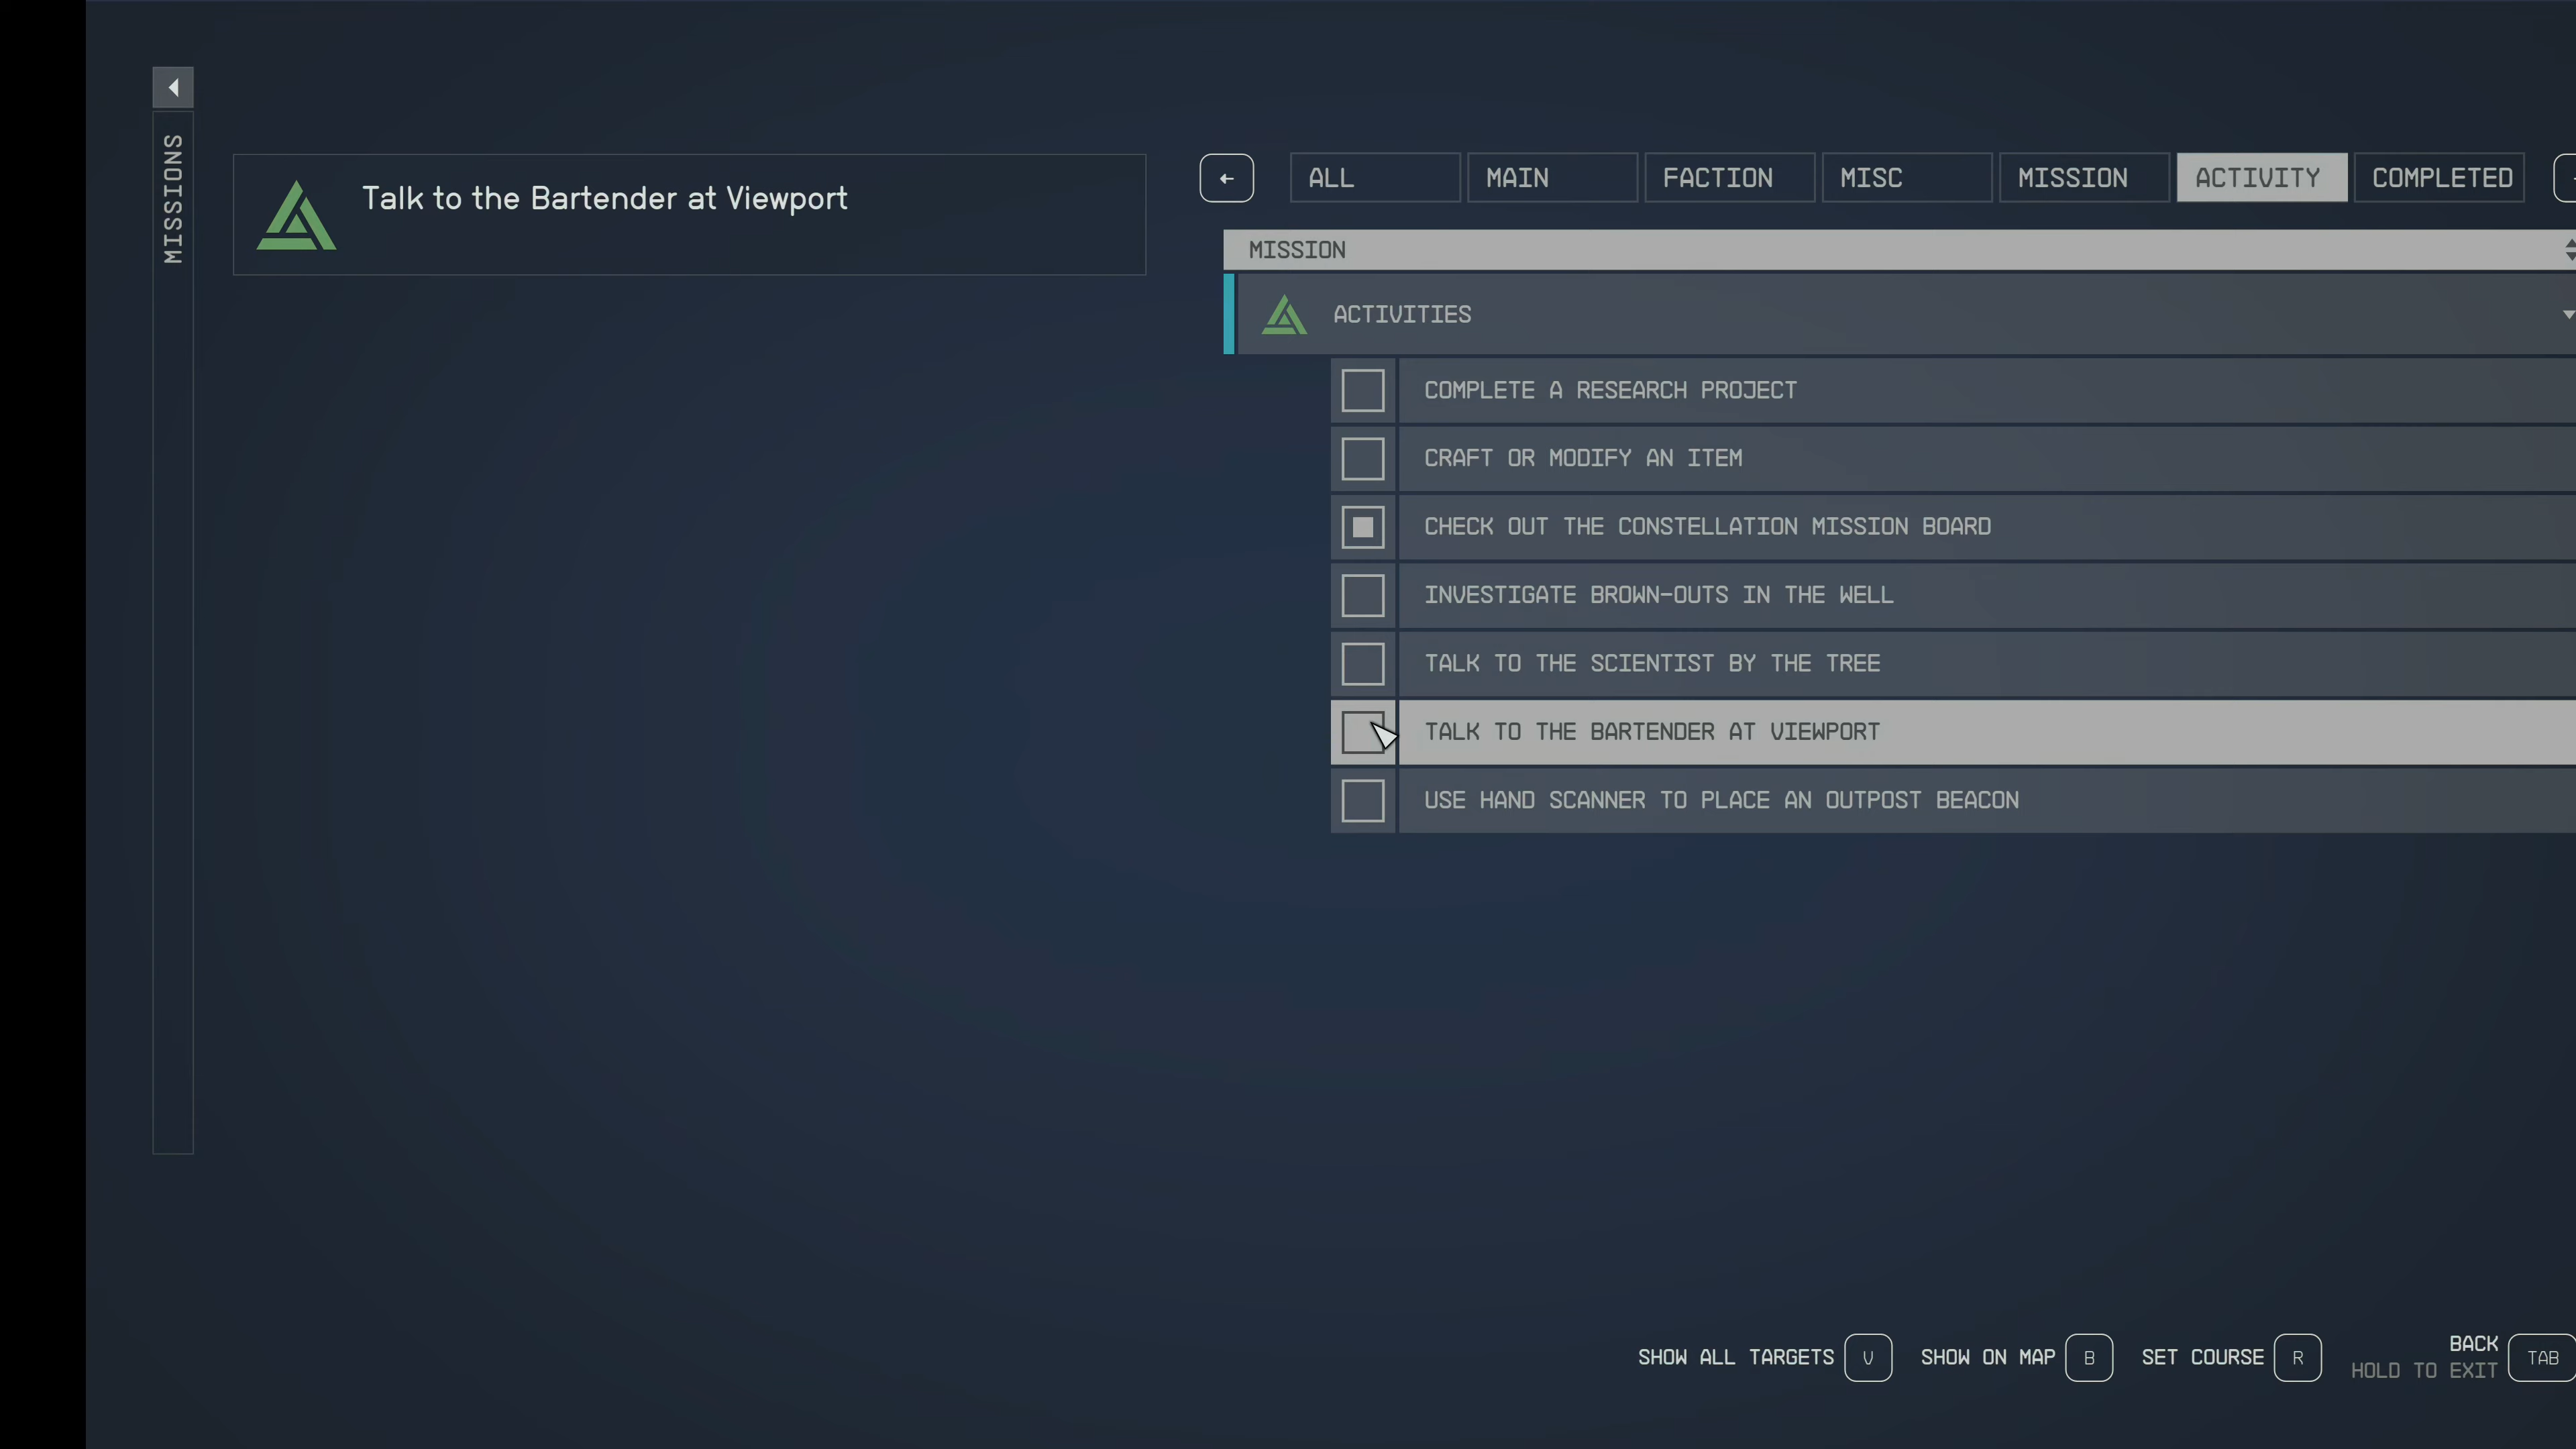 MISSIONS
Talk to the Bartender at Viewport
ALL MAIN FACTION MISC MISSION ACTIVITY COMPLETED
MISSION
ACTIVITIES
COMPLETE A RESEARCH PROJECT
CRAFT OR MODIFY AN ITEM
CHECK OUT THE CONSTELLATION MISSION BOARD
INVESTIGATE BROWN-OUTS IN THE WELL
TALK TO THE SCIENTIST BY THE TREE
TALK TO THE BARTENDER AT VIEWPORT
USE HAND SCANNER TO PLACE AN OUTPOST BEACON
SHOW ALL TARGETS V SHOW ON MAP B SET COURSE R BACK TAB
HOLD TO EXIT